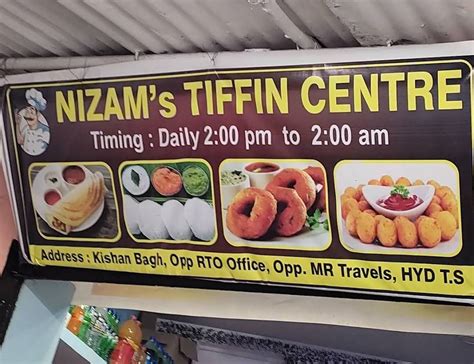 NIZAM's TIFFIN CENTRE
Timing : Daily 2:00 pm to 2:00 am
Address : Kishan Bagh, Opp RTO Office, Opp. MR Travels, HYD T.S